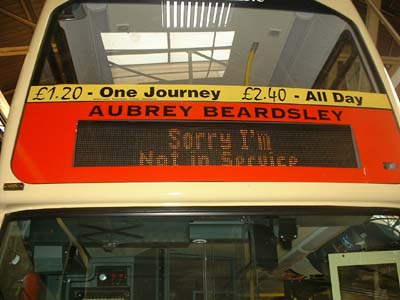 £1.20 - One Journey £2.40 - All Day
AUBREY BEARDSLEY
Sorry I'm
Not in Service